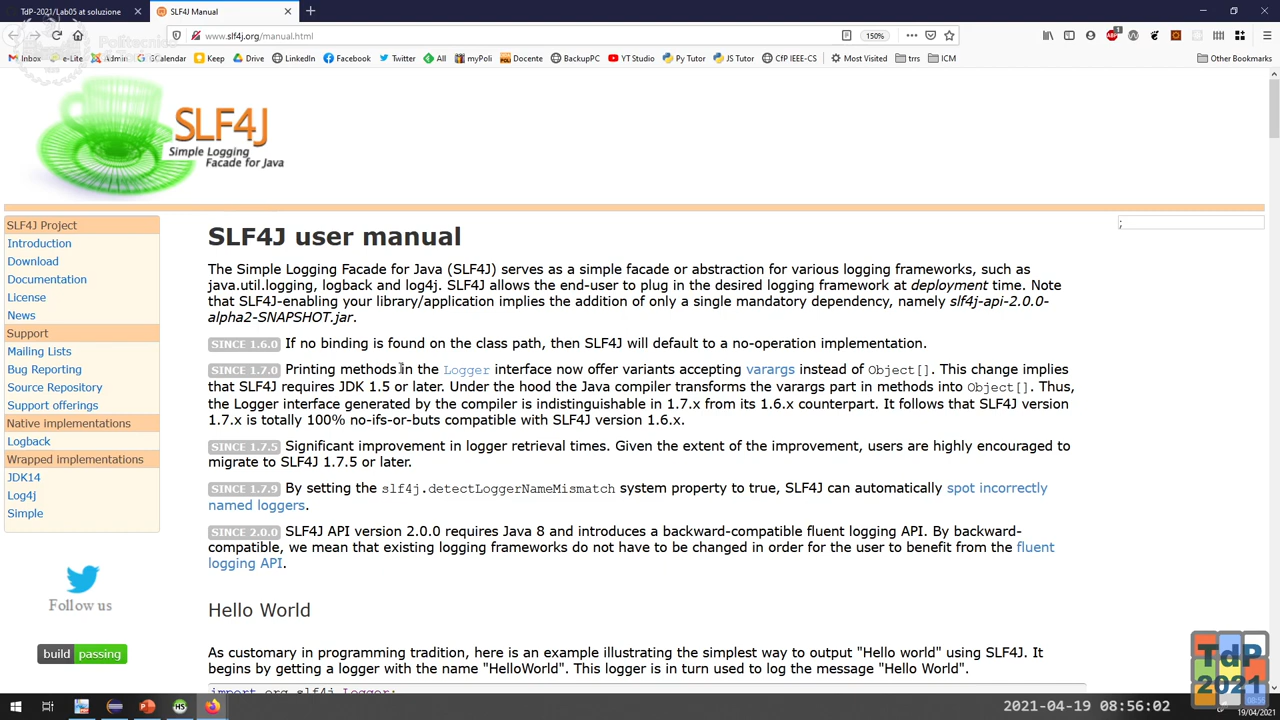 TdP-2021/Lab05 at soluzione
SLF4J Manual
www.slf4j.org/manual.html
150%
Politecnico
Inbox
e-Lite
Admin
GCalendar
Keep
Drive
LinkedIn
Facebook
Twitter
All
myPoli
Docente
BackupPC
YT Studio
Py Tutor
JS Tutor
CfP IEEE-CS
Most Visited
trrs
ICM
Other Bookmarks
SLF4J
Simple Logging
Facade for Java
SLF4J Project
Introduction
Download
Documentation
License
News
Support
Mailing Lists
Bug Reporting
Source Repository
Support offerings
Native implementations
Logback
Wrapped implementations
JDK14
Log4j
Simple
Follow us
build passing
;
SLF4J user manual
The Simple Logging Facade for Java (SLF4J) serves as a simple facade or abstraction for various logging frameworks, such as
java.util.logging, logback and log4j. SLF4J allows the end-user to plug in the desired logging framework at deployment time. Note
that SLF4J-enabling your library/application implies the addition of only a single mandatory dependency, namely slf4j-api-2.0.0-
alpha2-SNAPSHOT.jar.
SINCE 1.6.0 If no binding is found on the class path, then SLF4J will default to a no-operation implementation.
SINCE 1.7.0 Printing methods in the Logger interface now offer variants accepting varargs instead of Object[]. This change implies
that SLF4J requires JDK 1.5 or later. Under the hood the Java compiler transforms the varargs part in methods into Object[]. Thus,
the Logger interface generated by the compiler is indistinguishable in 1.7.x from its 1.6.x counterpart. It follows that SLF4J version
1.7.x is totally 100% no-ifs-or-buts compatible with SLF4J version 1.6.x.
SINCE 1.7.5 Significant improvement in logger retrieval times. Given the extent of the improvement, users are highly encouraged to
migrate to SLF4J 1.7.5 or later.
SINCE 1.7.9 By setting the slf4j.detectLoggerNameMismatch system property to true, SLF4J can automatically spot incorrectly
named loggers.
SINCE 2.0.0 SLF4J API version 2.0.0 requires Java 8 and introduces a backward-compatible fluent logging API. By backward-
compatible, we mean that existing logging frameworks do not have to be changed in order for the user to benefit from the fluent
logging API.
Hello World
As customary in programming tradition, here is an example illustrating the simplest way to output "Hello world" using SLF4J. It
begins by getting a logger with the name "HelloWorld". This logger is in turn used to log the message "Hello World".
import org.slf4j.Logger;
TdP
2021
2021-04-19 08:56:02
19/04/2021